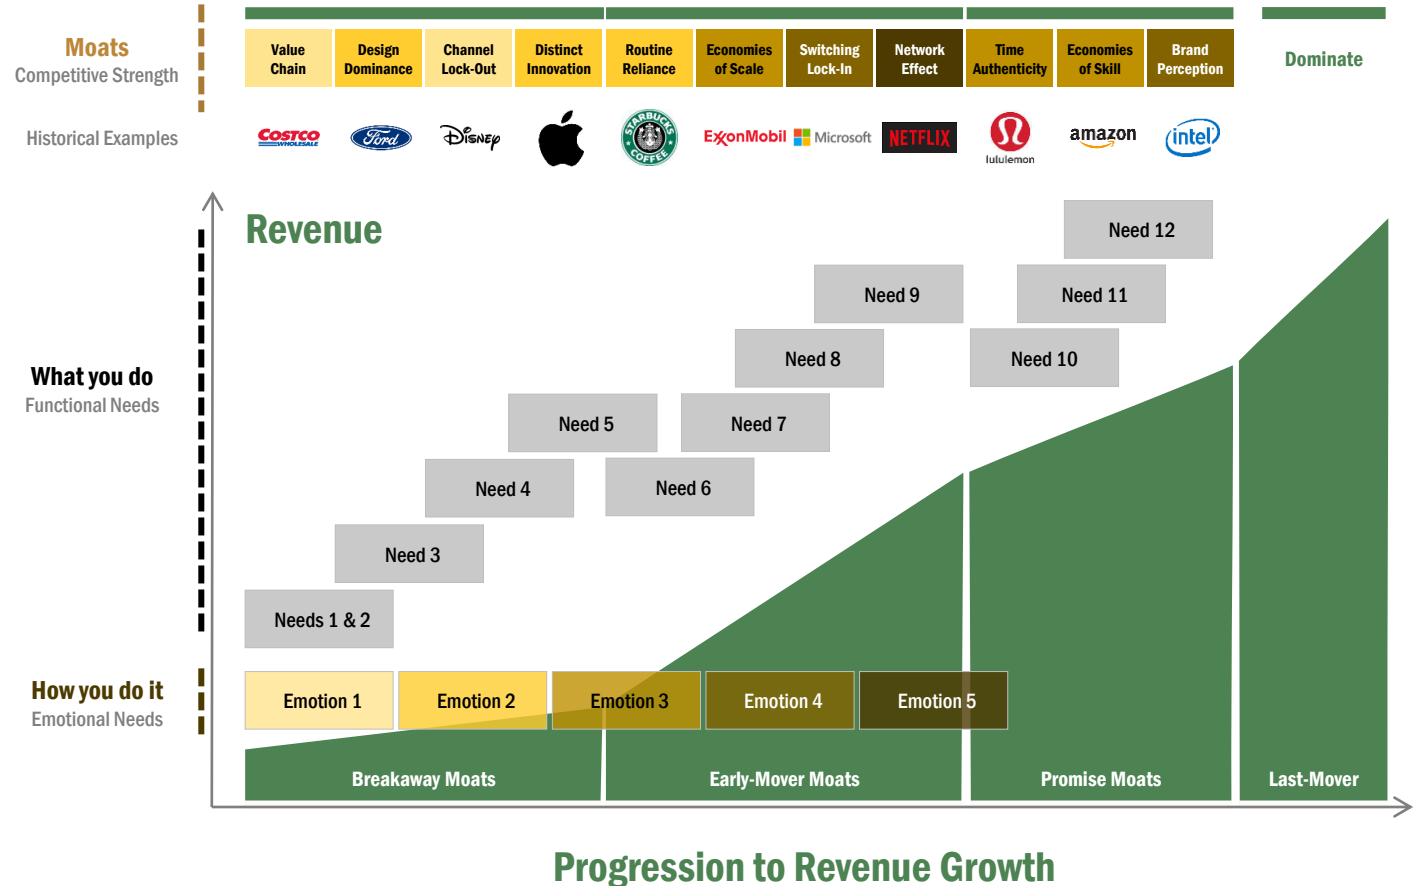 Moats
Competitive Strength
Value
Chain
Design
Dominance
Channel
Lock-Out
Distinct
Innovation
Routine
Reliance
Economies
of Scale
Switching
Lock-In
Network
Effect
Time
Authenticity
Economies
of Skill
Brand
Perception
Dominate
Historical Examples
COSTCO
WHOLESALE
Ford
Disney
STARBUCKS
COFFEE
ExxonMobil
Microsoft
NETFLIX
lululemon
amazon
intel
Revenue
Need 12
Need 9
Need 11
Need 8
Need 10
What you do
Functional Needs
Need 5
Need 7
Need 4
Need 6
Need 3
Needs 1 & 2
How you do it
Emotional Needs
Emotion 1
Emotion 2
Emotion 3
Emotion 4
Emotion 5
Breakaway Moats
Early-Mover Moats
Promise Moats
Last-Mover
Progression to Revenue Growth